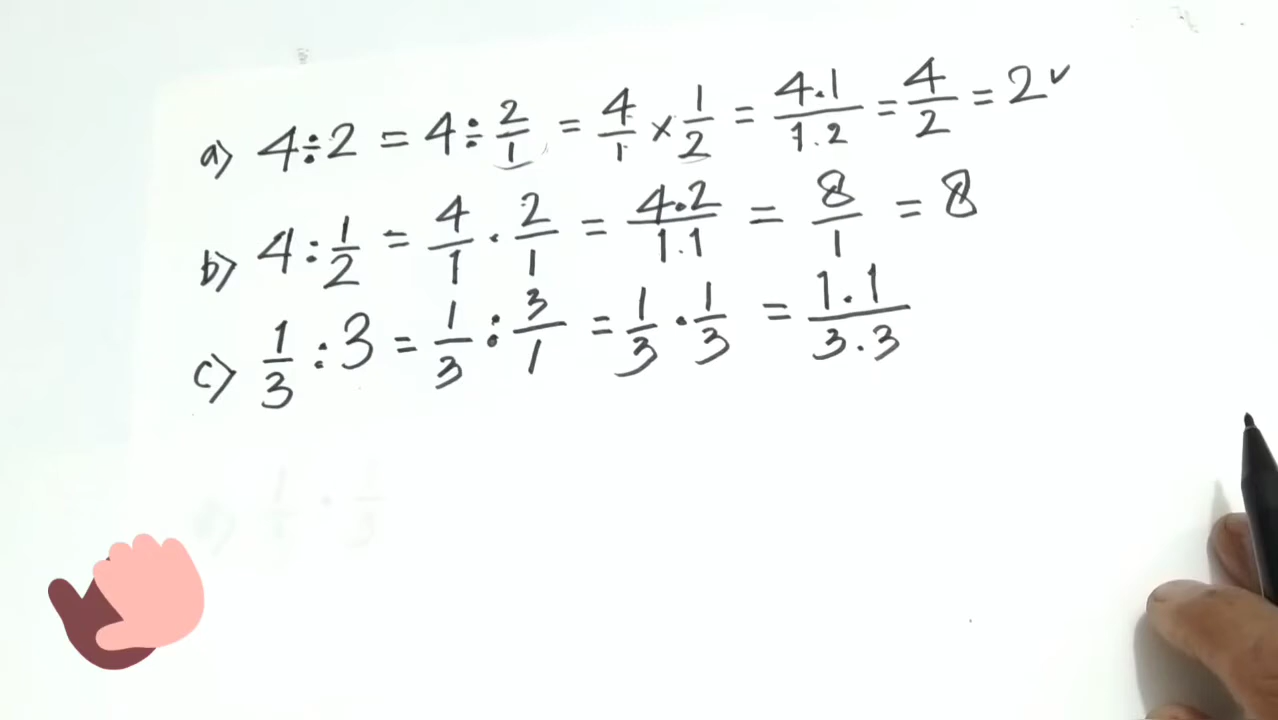 a) 4÷2 = 4÷2/1 = 4/1 × 1/2 = 4.1/1.2 = 4/2 = 2✓
b) 4:1/2 = 4/1 . 2/1 = 4.2/1.1 = 8/1 = 8
c) 1/3 : 3 = 1/3 : 3/1 = 1/3 . 1/3 = 1.1/3.3